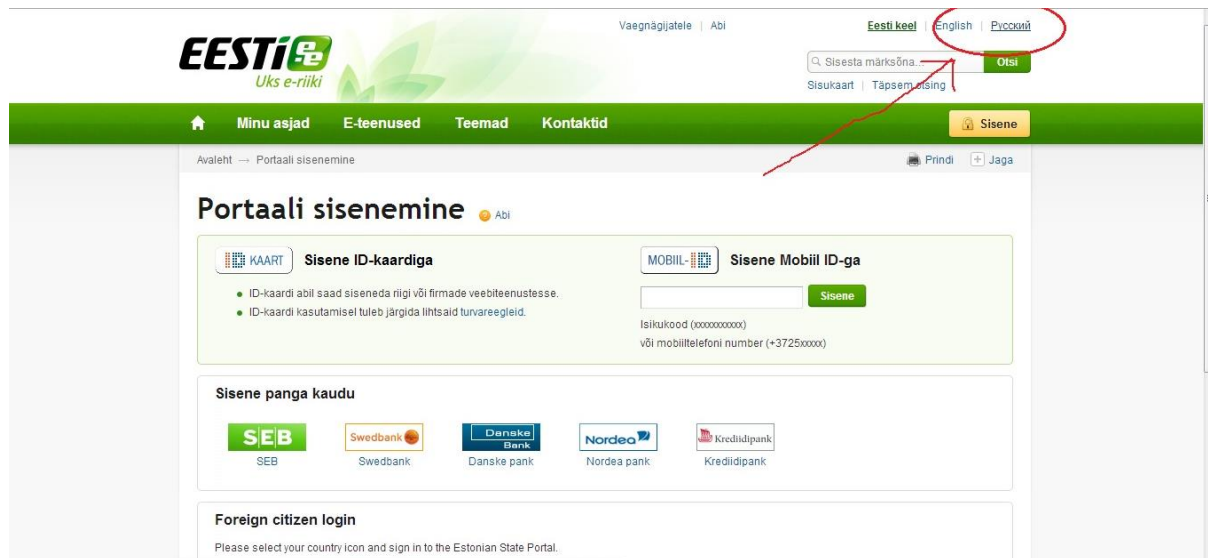 Vaegnägijatele | Abi
Eesti keel | English | Русский
EESTi ee
Uks e-riiki
Sisesta märksõna...
Otsi
Sisukaart | Täpsem otsing
Minu asjad E-teenused Teemad Kontaktid
Sisene
Avaleht → Portaali sisenemine
Prindi + Jaga
Portaali sisenemine Abi
ID KAART Sisene ID-kaardiga
ID-kaardi abil saad siseneda riigi või firmade veebiteenustesse.
ID-kaardi kasutamisel tuleb järgida lihtsaid turvareegleid.
MOBIIL-ID Sisene Mobiil ID-ga
Sisene
Isikukood (xxxxxxxxxxx)
või mobiiltelefoni number (+3725xxxxx)
Sisene panga kaudu
SEB Swedbank Danske Bank Nordea Krediidipank
SEB Swedbank Danske pank Nordea pank Krediidipank
Foreign citizen login
Please select your country icon and sign in to the Estonian State Portal.